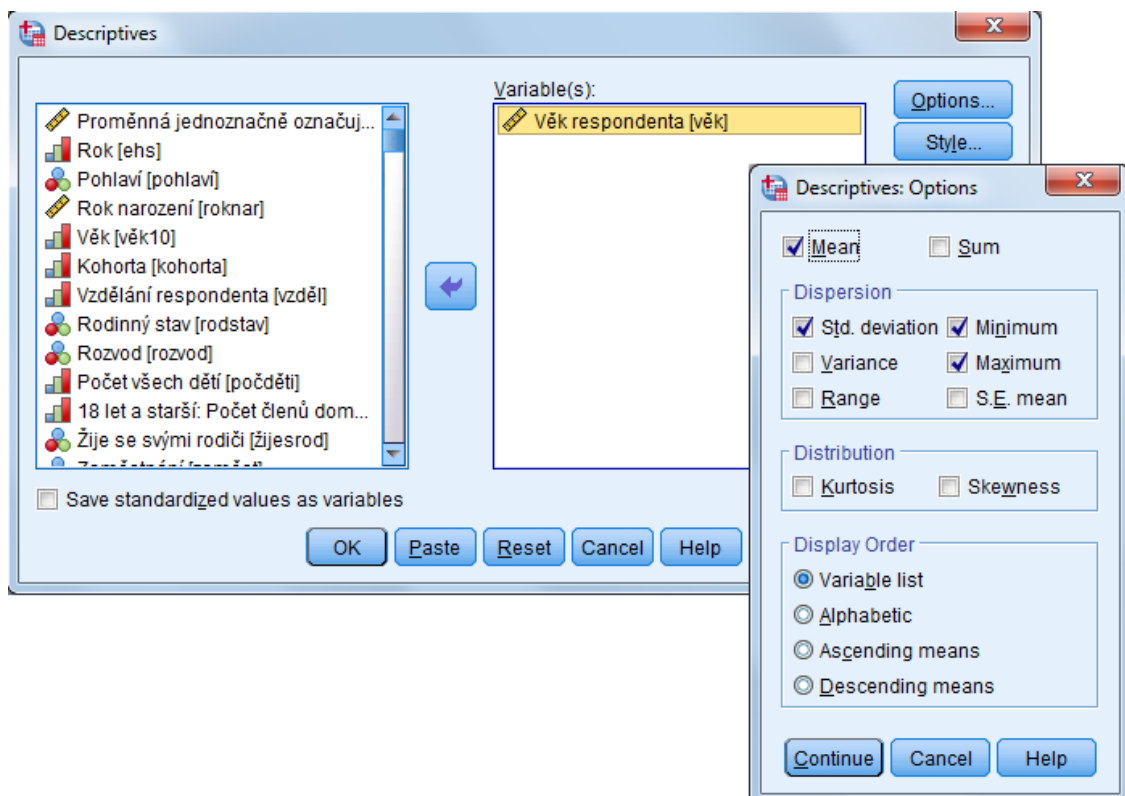 Descriptives
Variable(s):
Proměnná jednoznačně označuj...
Rok [ehs]
Pohlaví [pohlaví]
Rok narození [roknar]
Věk [věk10]
Kohorta [kohorta]
Vzdělání respondenta [vzděl]
Rodinný stav [rodstav]
Rozvod [rozvod]
Počet všech dětí [počděti]
18 let a starší: Počet členů dom...
Žije se svými rodiči [žijesrod]
Věk respondenta [věk]
Options...
Style...
Save standardized values as variables
OK Paste Reset Cancel Help
Descriptives: Options
Mean Sum
Dispersion
Std. deviation Minimum
Variance Maximum
Range S.E. mean
Distribution
Kurtosis Skewness
Display Order
Variable list
Alphabetic
Ascending means
Descending means
Continue Cancel Help